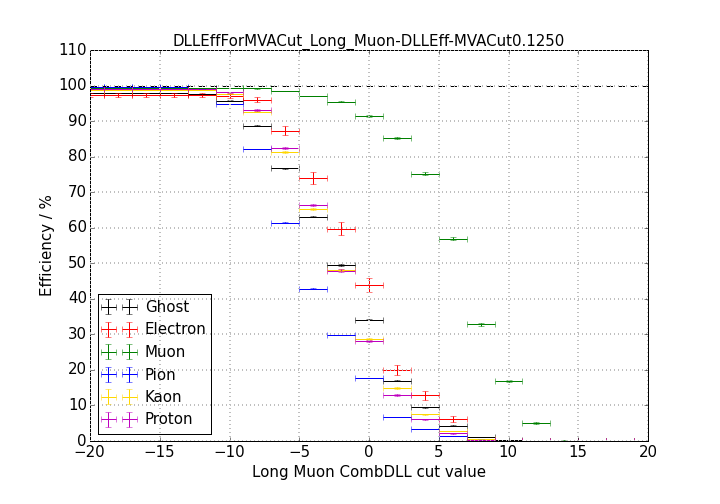 DLLEffForMVACut_Long_Muon-DLLEff-MVACut0.1250
110
100
90
80
70
60
50
40
30
20
10
0
Efficiency / %
Ghost
Electron
Muon
Pion
Kaon
Proton
−20 −15 −10 −5 0 5 10 15 20
Long Muon CombDLL cut value